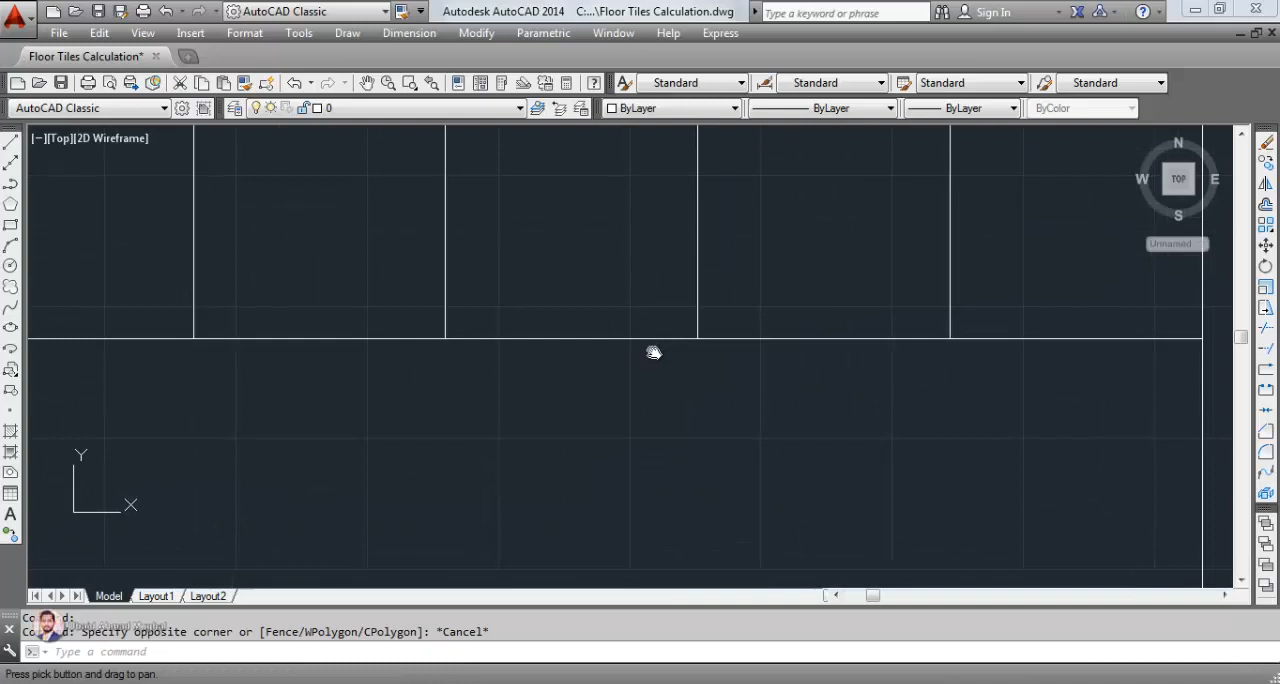 AutoCAD Classic
Autodesk AutoCAD 2014 C:\...\Floor Tiles Calculation.dwg
Type a keyword or phrase
Sign In
File Edit View Insert Format Tools Draw Dimension Modify Parametric Window Help Express
Floor Tiles Calculation*
Standard Standard Standard Standard
AutoCAD Classic 0 ByLayer ByLayer ByLayer ByColor
[−][Top][2D Wireframe]
N
W TOP E
S
Unnamed
Y
X
A
Model Layout1 Layout2
Command:
Command: Specify opposite corner or [Fence/WPolygon/CPolygon]: *Cancel*
Type a command
Press pick button and drag to pan.